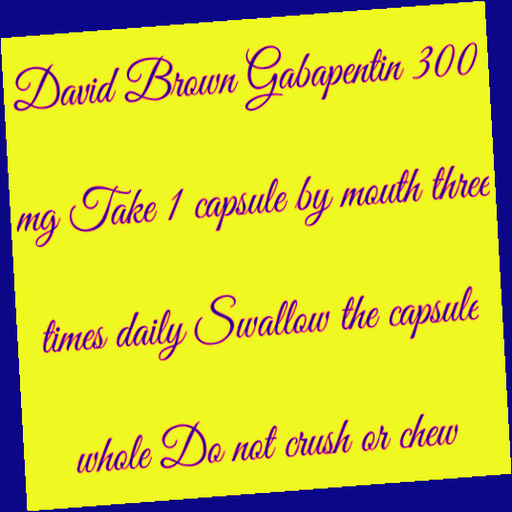 David Brown Gabapentin 300
mg Take 1 capsule by mouth three
times daily Swallow the capsule
whole Do not crush or chew